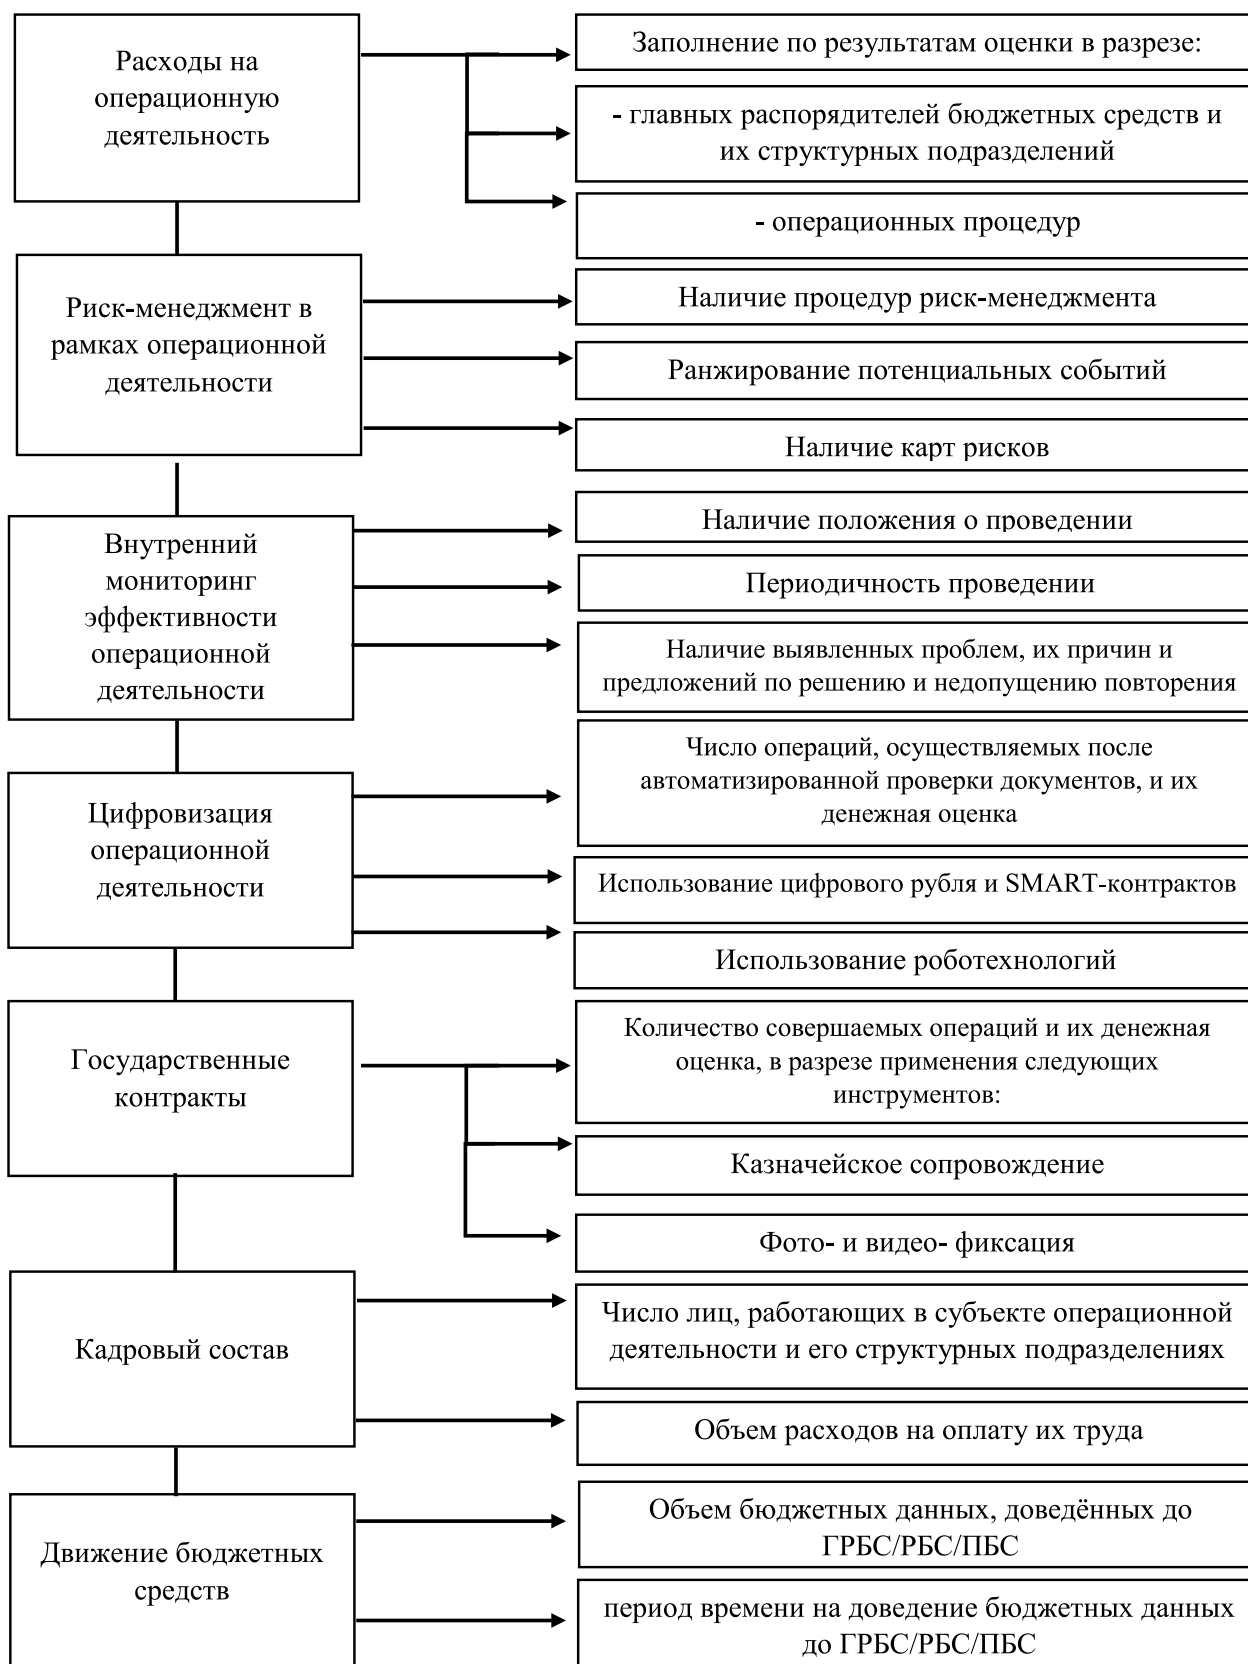 Расходы на
операционную
деятельность
Заполнение по результатам оценки в разрезе:
- главных распорядителей бюджетных средств и
их структурных подразделений
- операционных процедур
Риск-менеджмент в
рамках операционной
деятельности
Наличие процедур риск-менеджмента
Ранжирование потенциальных событий
Наличие карт рисков
Внутренний
мониторинг
эффективности
операционной
деятельности
Наличие положения о проведении
Периодичность проведении
Наличие выявленных проблем, их причин и
предложений по решению и недопущению повторения
Цифровизация
операционной
деятельности
Число операций, осуществляемых после
автоматизированной проверки документов, и их
денежная оценка
Использование цифрового рубля и SMART-контрактов
Использование роботехнологий
Государственные
контракты
Количество совершаемых операций и их денежная
оценка, в разрезе применения следующих
инструментов:
Казначейское сопровождение
Фото- и видео- фиксация
Кадровый состав
Число лиц, работающих в субъекте операционной
деятельности и его структурных подразделениях
Объем расходов на оплату их труда
Движение бюджетных
средств
Объем бюджетных данных, доведённых до
ГРБС/РБС/ПБС
период времени на доведение бюджетных данных
до ГРБС/РБС/ПБС